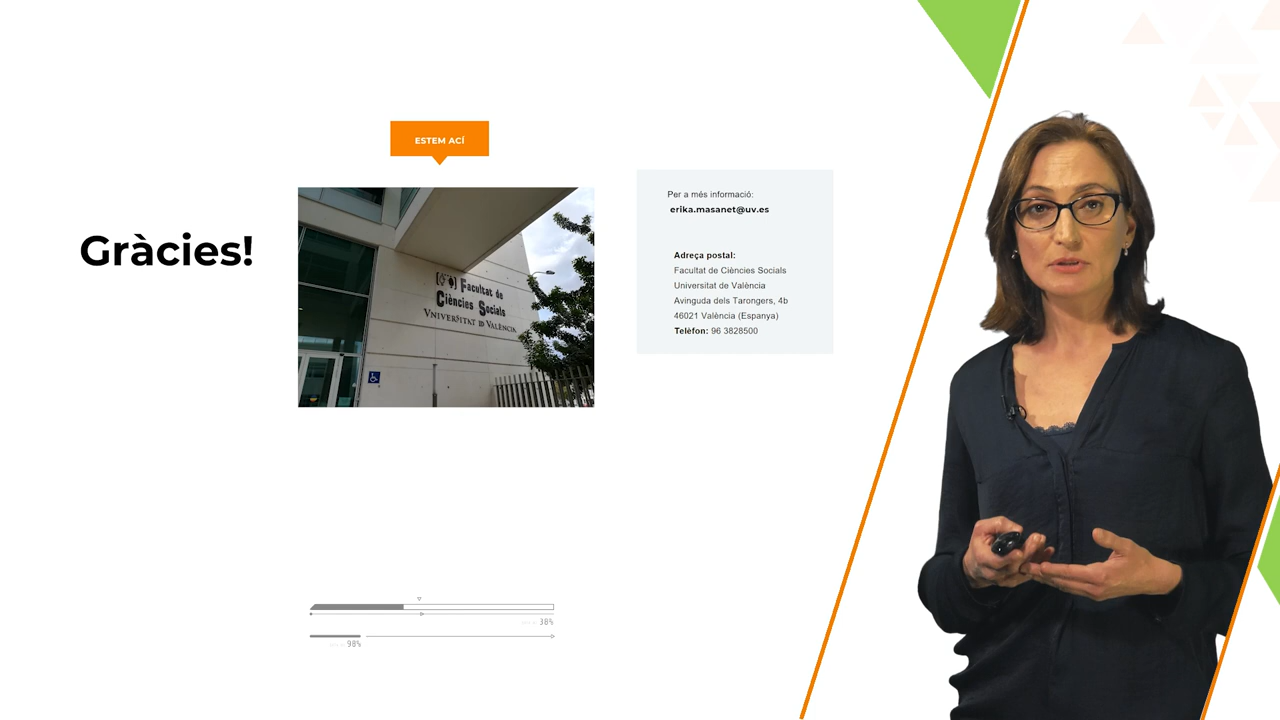 ESTEM ACÍ
Gràcies!
Facultat de
Ciències Socials
VNIVERSITAT DE VALÈNCIA
Per a més informació:
erika.masanet@uv.es
Adreça postal:
Facultat de Ciències Socials
Universitat de València
Avinguda dels Tarongers, 4b
46021 València (Espanya)
Telèfon: 96 3828500
38%
98%